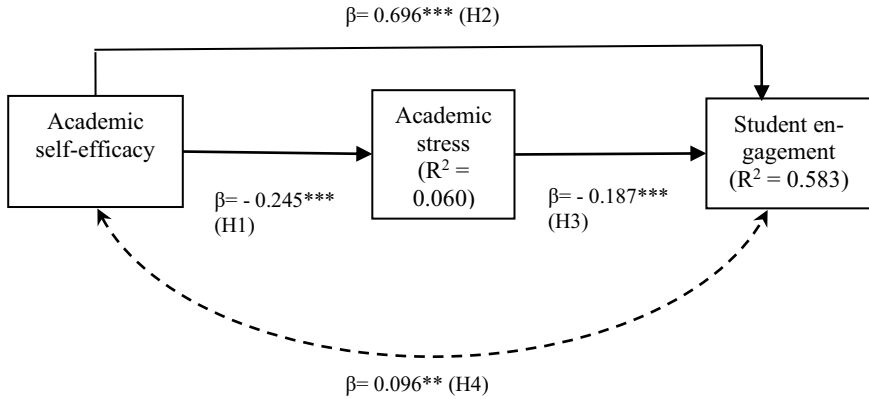 β= 0.696*** (H2)
Academic
self-efficacy
Academic
stress
(R² =
0.060)
Student en-
gagement
(R² = 0.583)
β= - 0.245***
(H1)
β= - 0.187***
(H3)
β= 0.096** (H4)